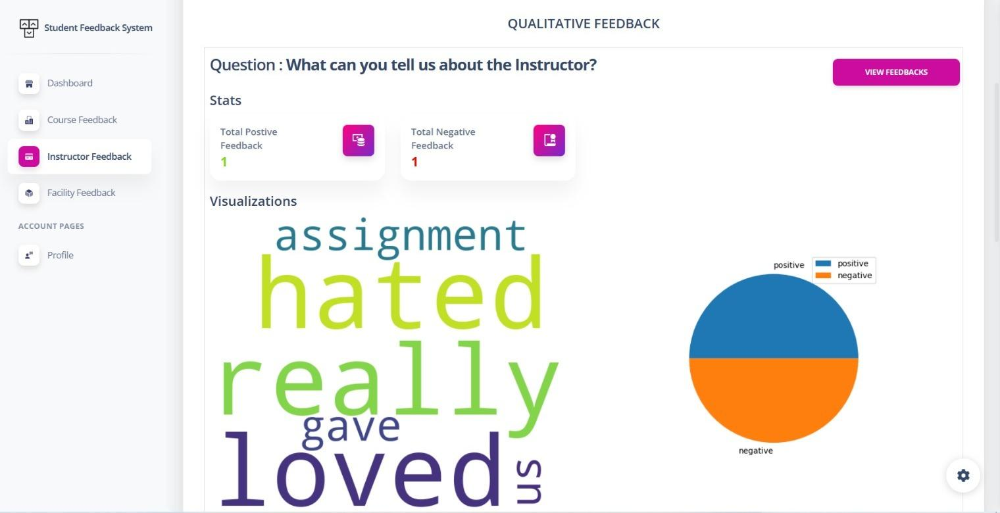 Student Feedback System
Dashboard
Course Feedback
Instructor Feedback
Facility Feedback
ACCOUNT PAGES
Profile
QUALITATIVE FEEDBACK
Question : What can you tell us about the Instructor?
VIEW FEEDBACKS
Stats
Total Postive
Feedback
1
Total Negative
Feedback
1
Visualizations
assignment
hated
really
gave
loved
us
positive
positive
negative
negative